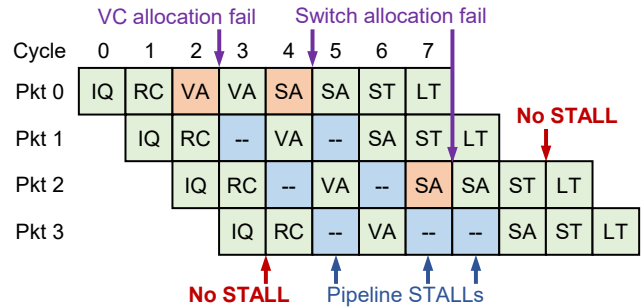 VC allocation fail Switch allocation fail
Cycle 0 1 2 3 4 5 6 7
Pkt 0 IQ RC VA VA SA SA ST LT
No STALL
Pkt 1 IQ RC -- VA -- SA ST LT
Pkt 2 IQ RC -- VA -- SA SA ST LT
Pkt 3 IQ RC -- VA -- -- SA ST LT
No STALL Pipeline STALLs